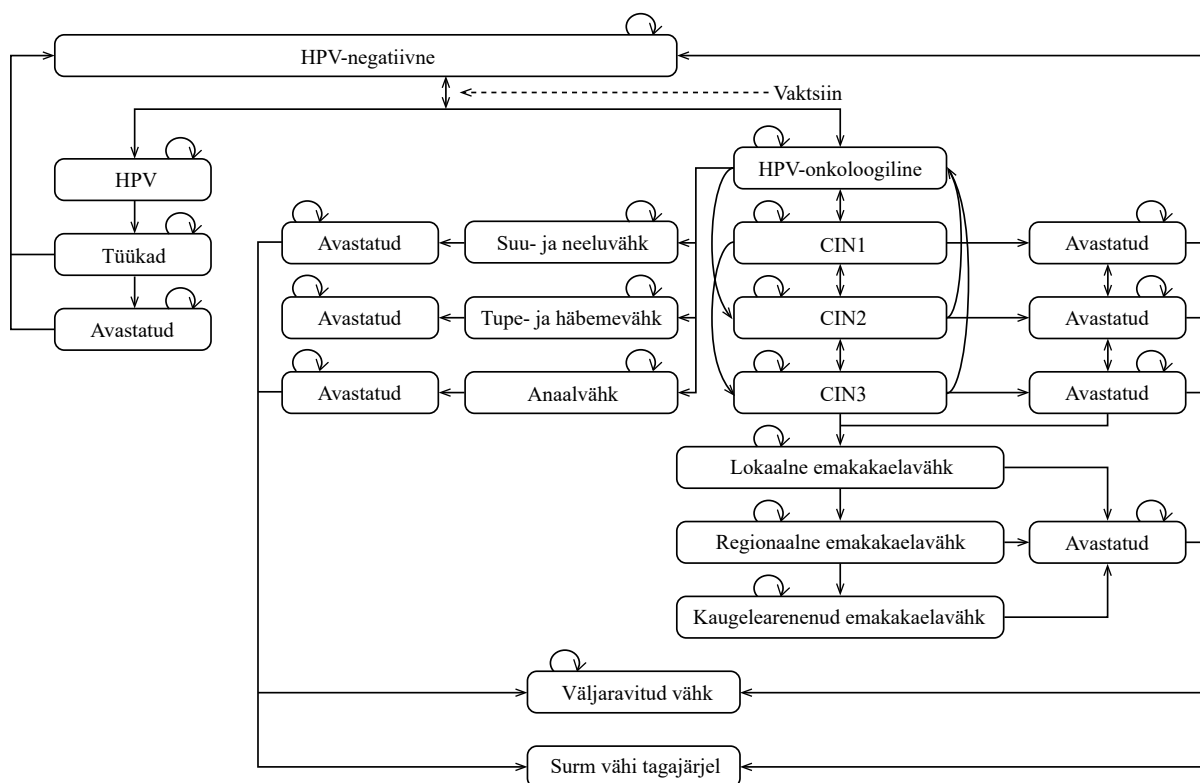 HPV-negatiivne
Vaktsiin
HPV
HPV-onkoloogiline
Tüükad
Avastatud
Avastatud
Suu- ja neeluvähk
CIN1
Avastatud
Avastatud
Tupe- ja häbemevähk
CIN2
Avastatud
Avastatud
Anaalvähk
CIN3
Avastatud
Lokaalne emakakaelavähk
Regionaalne emakakaelavähk
Avastatud
Kaugelearenenud emakakaelavähk
Väljaravitud vähk
Surm vähi tagajärjel